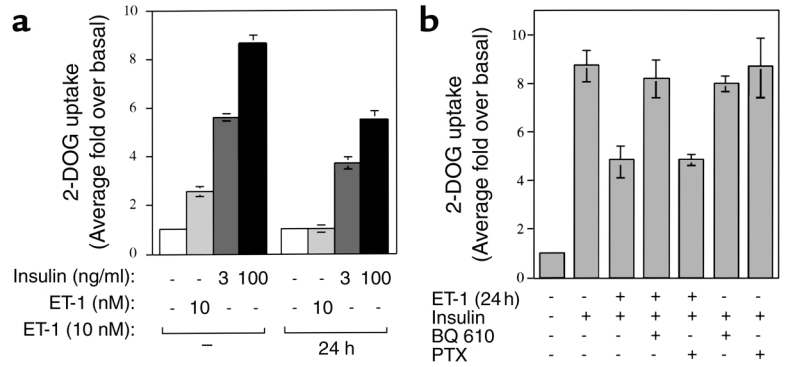 a
2-DOG uptake
(Average fold over basal)
10
8
6
4
2
0
Insulin (ng/ml): - - 3 100 - - 3 100
ET-1 (nM): - 10 - - - 10 - -
ET-1 (10 nM):
– 24 h
b
2-DOG uptake
(Average fold over basal)
10
8
6
4
2
0
ET-1 (24 h) - - + + + - -
Insulin - + + + + + +
BQ 610 - - - + - + -
PTX - - - - + - +